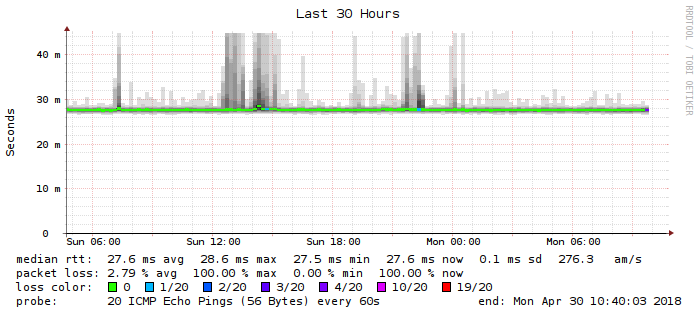 Last 30 Hours
RRDTOOL / TOBI OETIKER
Seconds
40 m
30 m
20 m
10 m
0
Sun 06:00 Sun 12:00 Sun 18:00 Mon 00:00 Mon 06:00
median rtt: 27.6 ms avg 28.6 ms max 27.5 ms min 27.6 ms now 0.1 ms sd 276.3 am/s
packet loss: 2.79 % avg 100.00 % max 0.00 % min 100.00 % now
loss color: 0 1/20 2/20 3/20 4/20 10/20 19/20
probe: 20 ICMP Echo Pings (56 Bytes) every 60s end: Mon Apr 30 10:40:03 2018